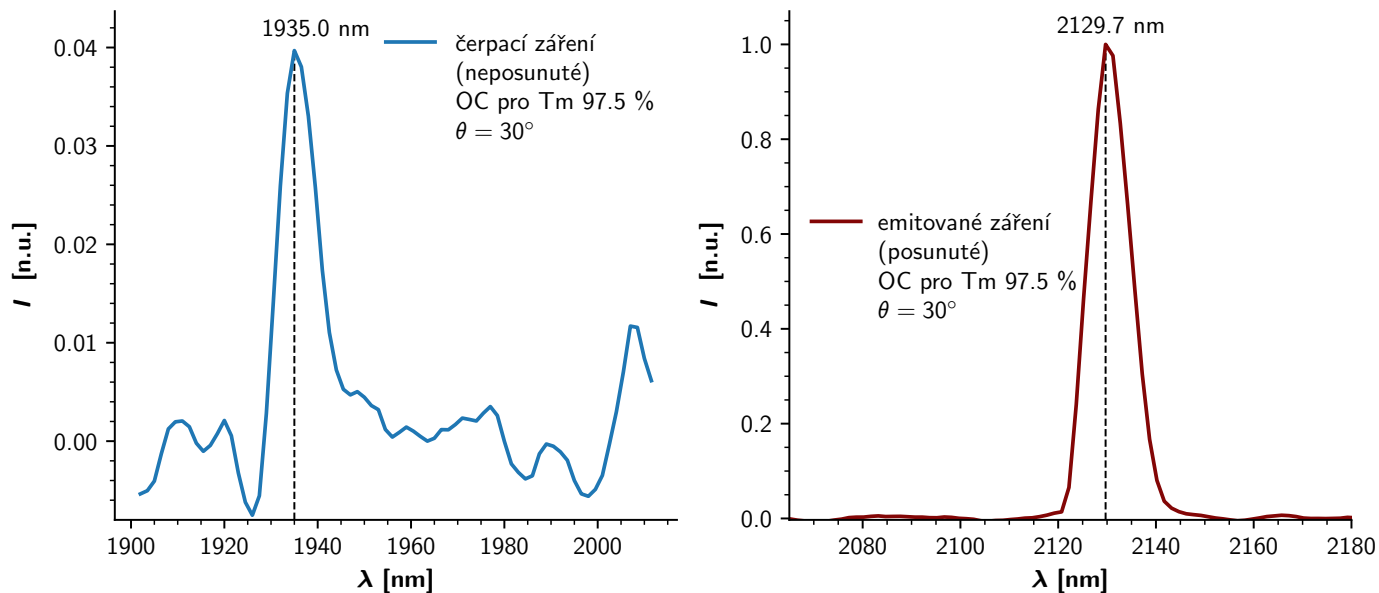 1935.0 nm
čerpací záření
(neposunuté)
OC pro Tm 97.5 %
θ = 30°
I [n.u.]
0.04
0.03
0.02
0.01
0.00
1900 1920 1940 1960 1980 2000
λ [nm]
2129.7 nm
emitované záření
(posunuté)
OC pro Tm 97.5 %
θ = 30°
I [n.u.]
1.0
0.8
0.6
0.4
0.2
0.0
2080 2100 2120 2140 2160 2180
λ [nm]